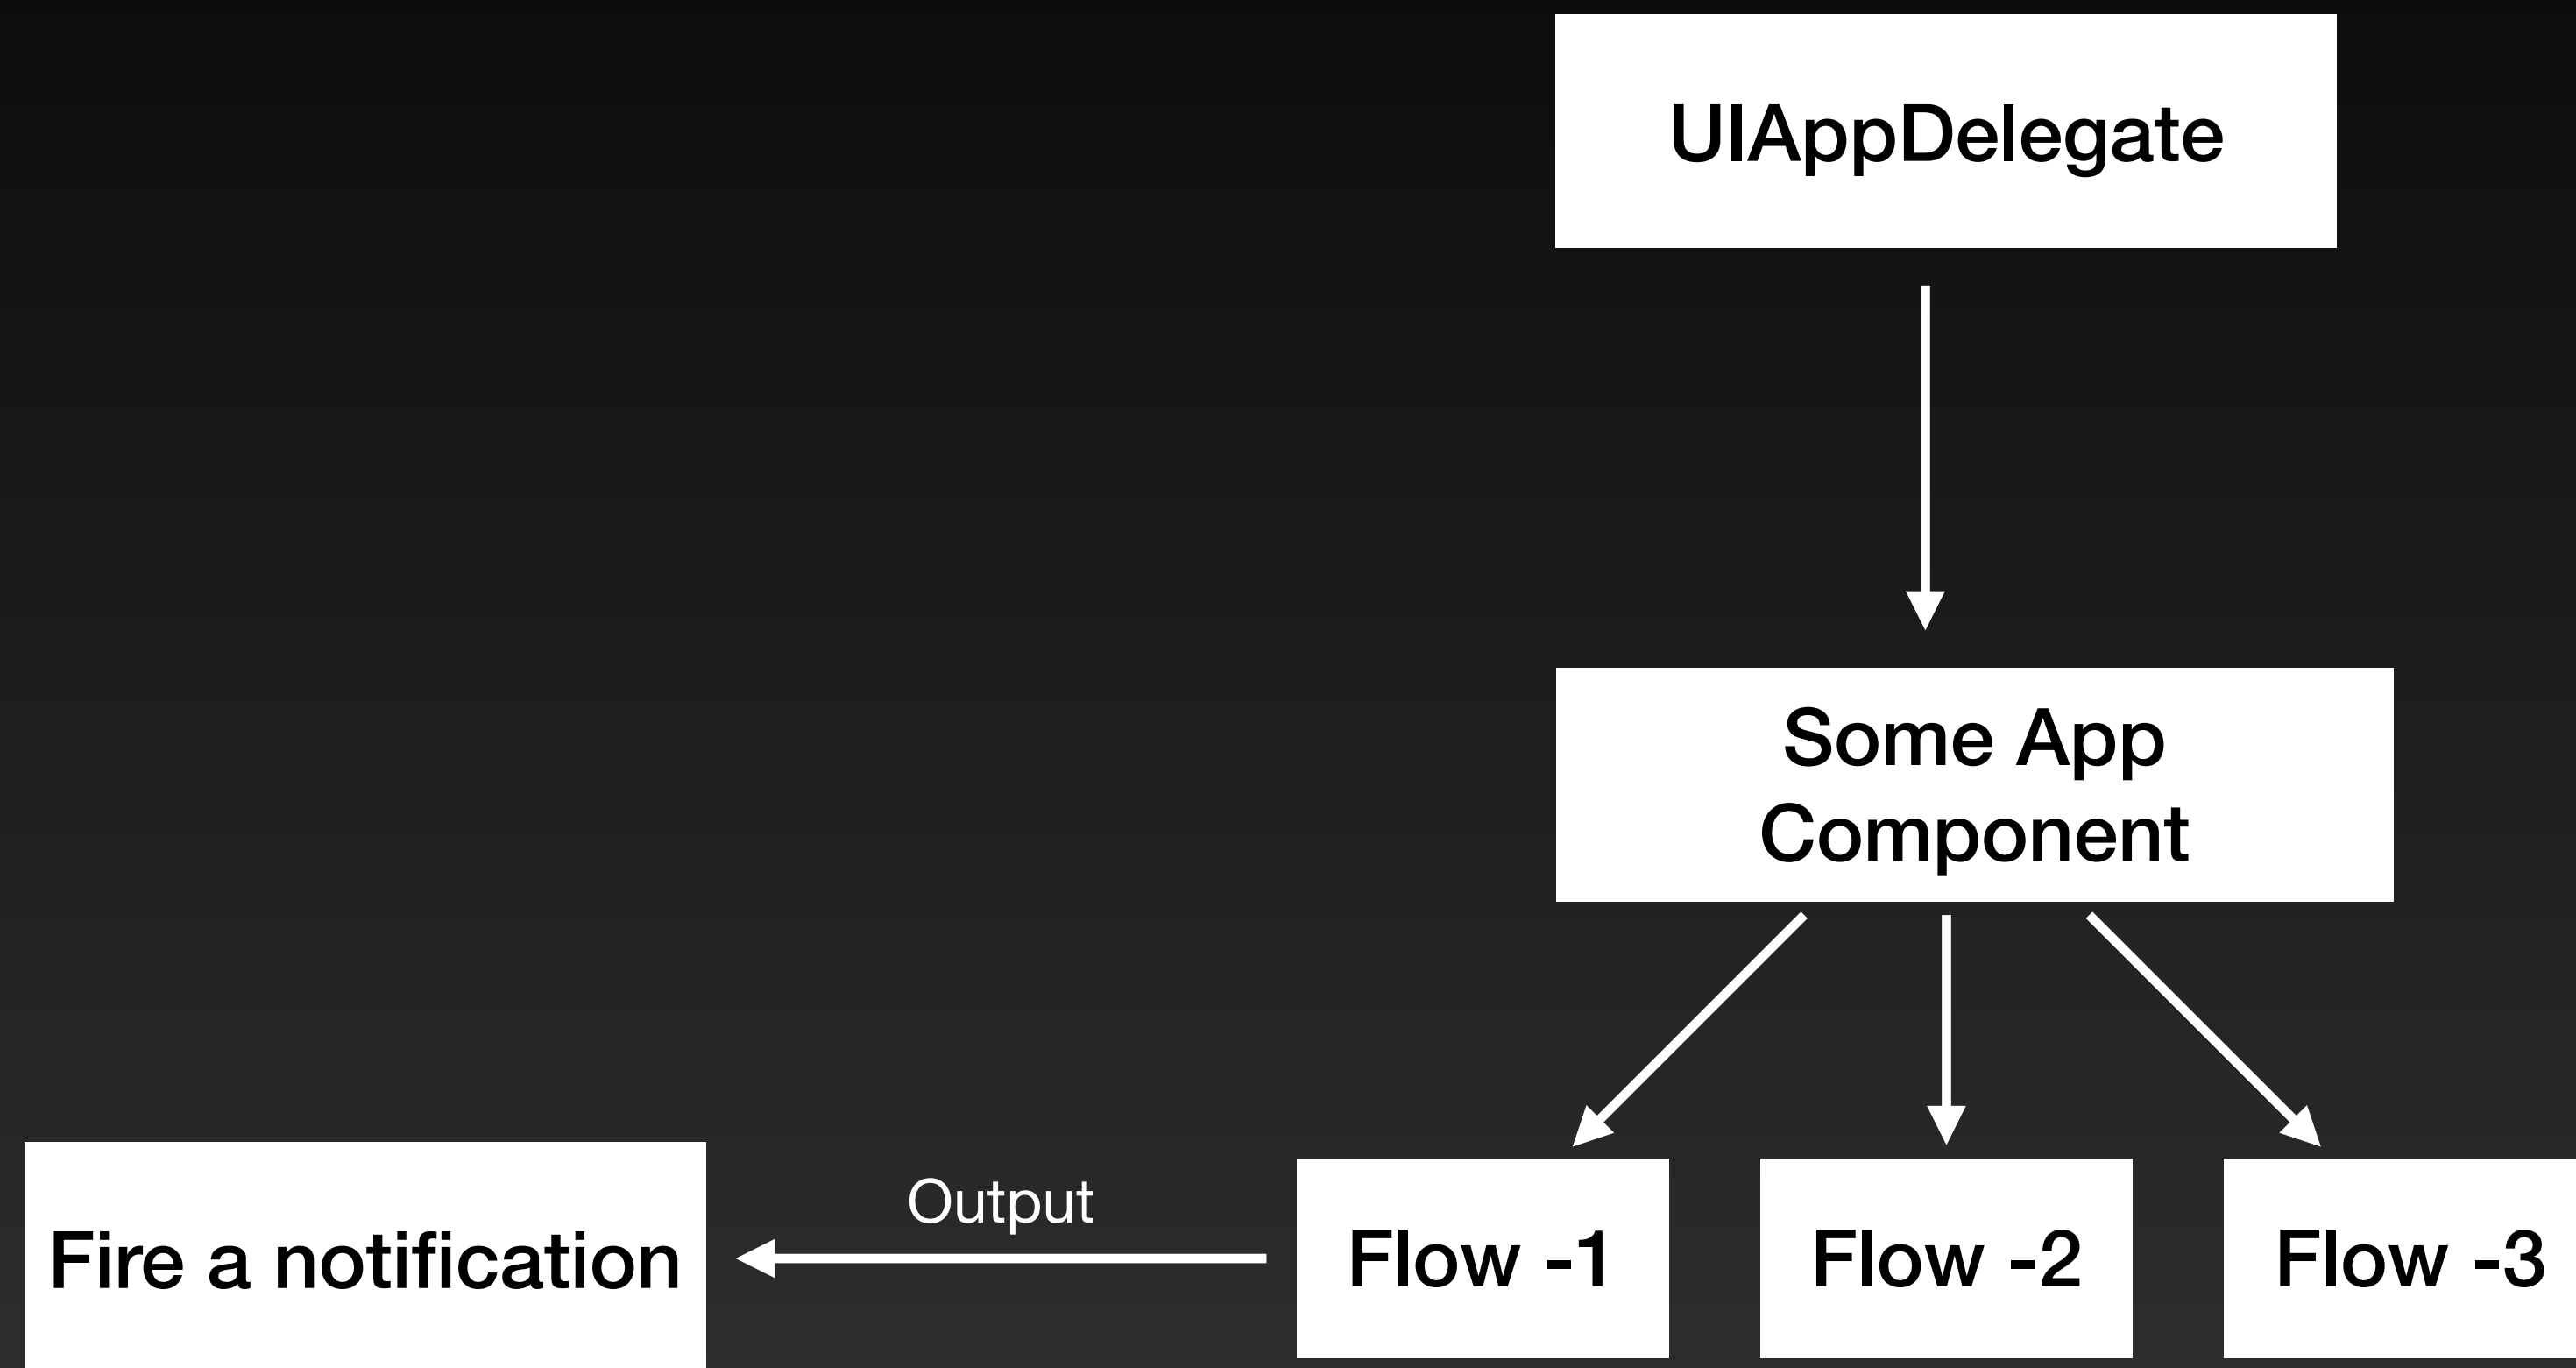 UIAppDelegate
Some App
Component
Output
Fire a notification
Flow -1
Flow -2
Flow -3